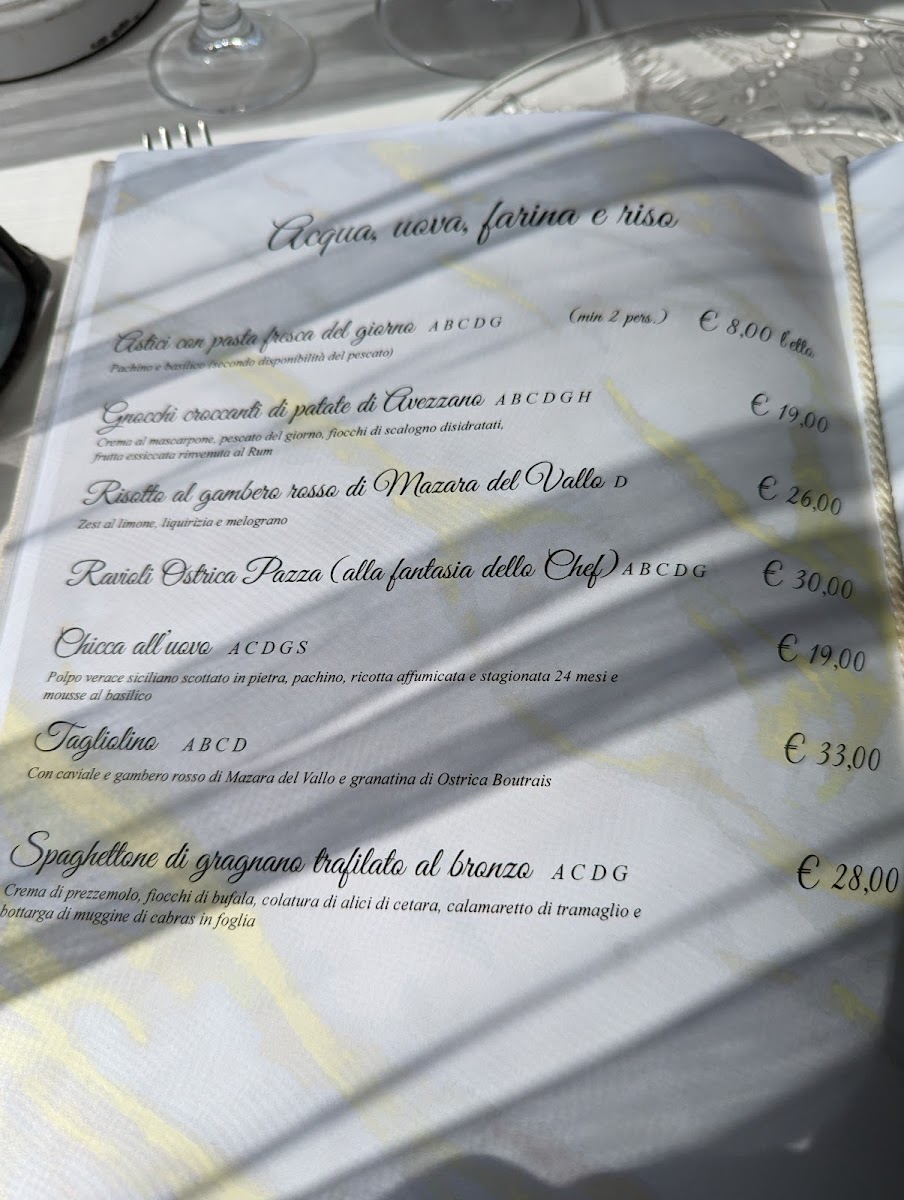 Acqua, uova, farina e riso
Astici con pasta fresca del giorno A B C D G (min 2 pers.) € 8,00 l'etto
Pachino e basilico (secondo disponibilità del pescato)
Gnocchi croccanti di patate di Avezzano A B C D G H € 19,00
Crema al mascarpone, pescato del giorno, fiocchi di scalogno disidratati,
frutta essiccata rinvenuta al Rum
Risotto al gambero rosso di Mazara del Vallo D € 26,00
Zest al limone, liquirizia e melograno
Ravioli Ostrica Pazza (alla fantasia dello Chef) A B C D G € 30,00
Chicca all'uovo A C D G S € 19,00
Polpo verace siciliano scottato in pietra, pachino, ricotta affumicata e stagionata 24 mesi e
mousse al basilico
Tagliolino A B C D € 33,00
Con caviale e gambero rosso di Mazara del Vallo e granatina di Ostrica Boutrais
Spaghettone di gragnano trafilato al bronzo A C D G € 28,00
Crema di prezzemolo, fiocchi di bufala, colatura di alici di cetara, calamaretto di tramaglio e
bottarga di muggine di cabras in foglia